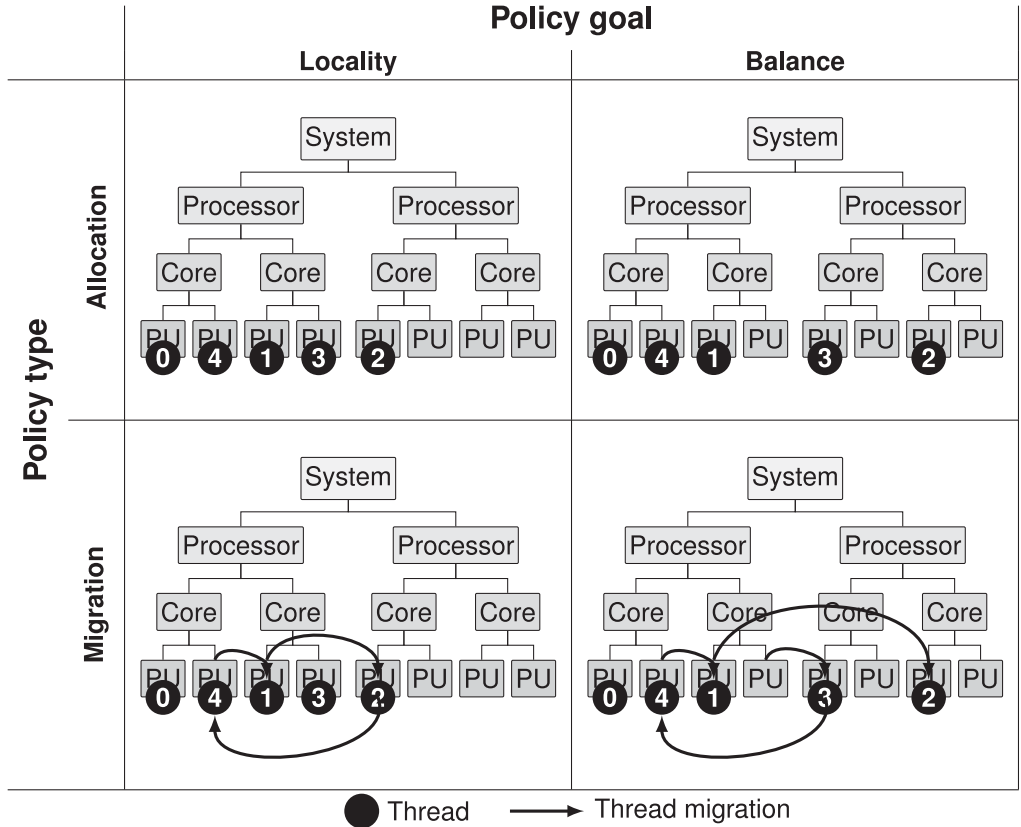 Policy goal
Locality Balance
Policy type
Allocation
System System
Processor Processor Processor Processor
Core Core Core Core Core Core Core Core
PU PU PU PU PU PU PU PU PU PU PU PU PU PU PU PU
0 4 1 3 2 0 4 1 3 2
Migration
System System
Processor Processor Processor Processor
Core Core Core Core Core Core Core Core
PU PU PU PU PU PU PU PU PU PU PU PU PU PU PU PU
0 4 1 3 2 0 4 1 3 2
Thread Thread migration